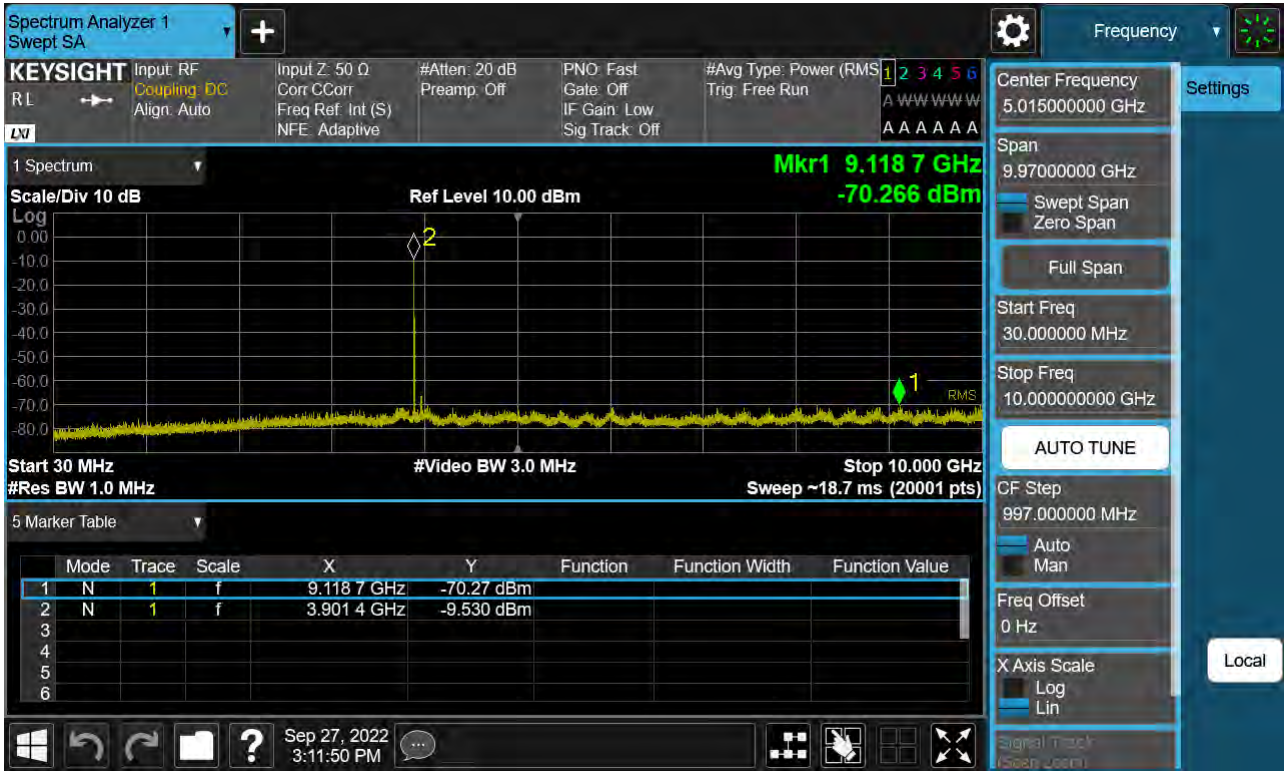 Spectrum Analyzer 1
Swept SA
+
Frequency
KEYSIGHT
RL
LXI
Input: RF
Coupling: DC
Align: Auto
Input Z: 50 Ω
Corr CCorr
Freq Ref: Int (S)
NFE: Adaptive
#Atten: 20 dB
Preamp: Off
PNO: Fast
Gate: Off
IF Gain: Low
Sig Track: Off
#Avg Type: Power (RMS
Trig: Free Run
1 2 3 4 5 6
A W W W W W
A A A A A A
1 Spectrum
Scale/Div 10 dB
Ref Level 10.00 dBm
Mkr1 9.118 7 GHz
-70.266 dBm
Log
0.00
-10.0
-20.0
-30.0
-40.0
-50.0
-60.0
-70.0
-80.0
2
1
RMS
Start 30 MHz
#Video BW 3.0 MHz
Stop 10.000 GHz
#Res BW 1.0 MHz
Sweep ~18.7 ms (20001 pts)
5 Marker Table
Mode Trace Scale X Y Function Function Width Function Value
1 N 1 f 9.118 7 GHz -70.27 dBm
2 N 1 f 3.901 4 GHz -9.530 dBm
3
4
5
6
Sep 27, 2022
3:11:50 PM
Center Frequency
5.015000000 GHz
Span
9.97000000 GHz
Swept Span
Zero Span
Full Span
Start Freq
30.000000 MHz
Stop Freq
10.000000000 GHz
AUTO TUNE
CF Step
997.000000 MHz
Auto
Man
Freq Offset
0 Hz
X Axis Scale
Log
Lin
Signal Track
(Span Zoom)
Settings
Local